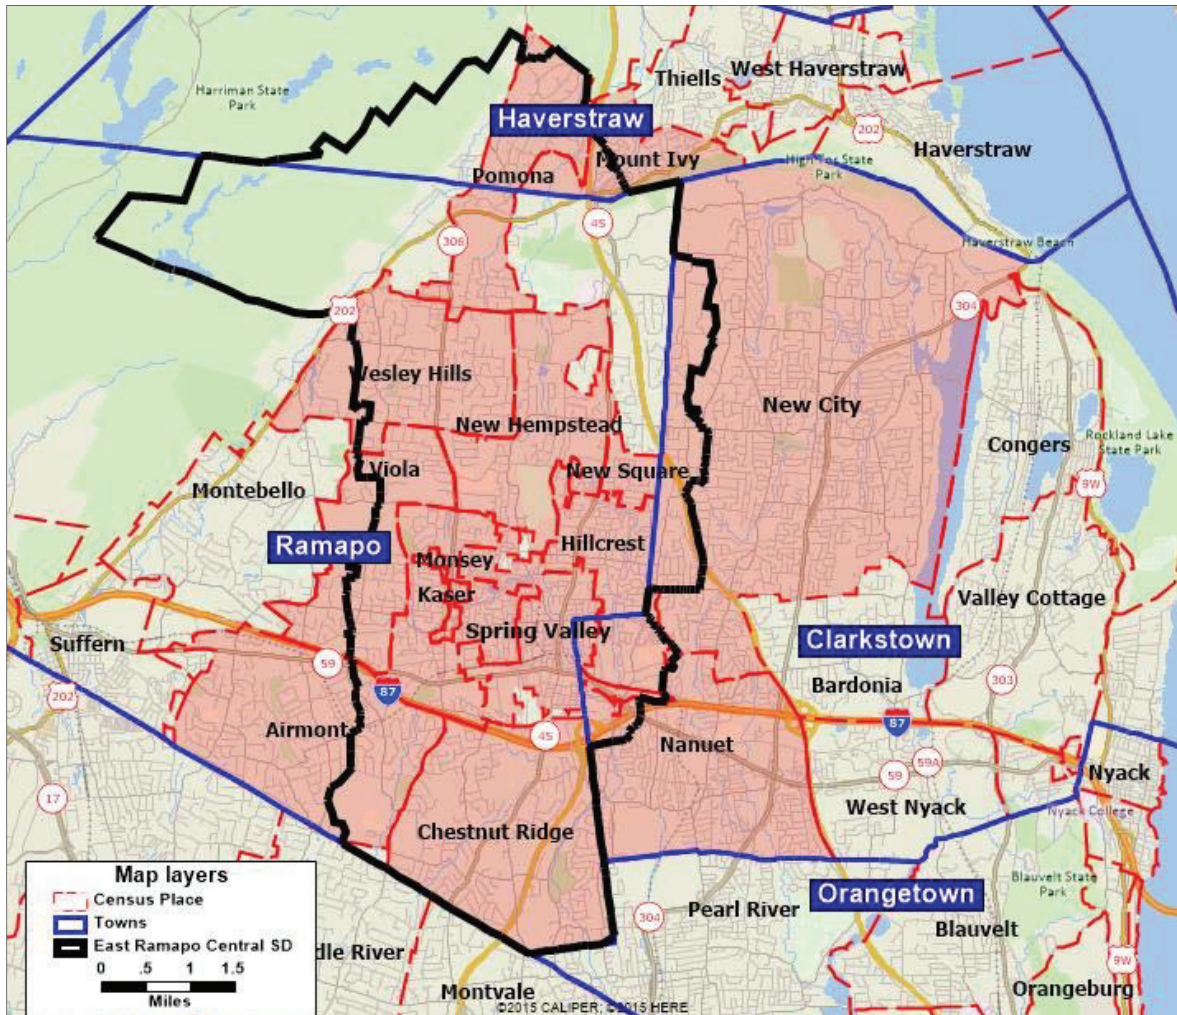 Harriman State
Park
Thiells
West Haverstraw
Haverstraw
202
Haverstraw
Mount Ivy
High Tor State
Park
Pomona
306
45
Haverstraw Beach
202
304
Wesley Hills
New City
New Hempstead
Congers
Rockland Lake
State Park
Viola
New Square
Montebello
9W
Ramapo
Hillcrest
Monsey
Kaser
Valley Cottage
Spring Valley
Clarkstown
Suffern
59
303
202
87
Bardonia
Airmont
45
Nanuet
87
59
59A
Nyack
17
West Nyack
Nyack College
Chestnut Ridge
Blauvelt State
Park
Orangetown
Pearl River
304
Blauvelt
dle River
9W
Montvale
Orangeburg
Map layers
Census Place
Towns
East Ramapo Central SD
0 .5 1 1.5
Miles
©2015 CALIPER; ©2015 HERE